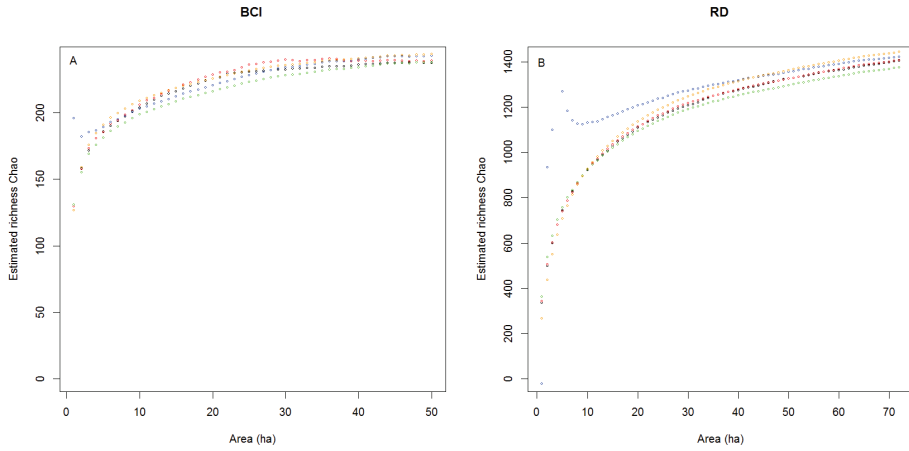 BCI
A
Estimated richness Chao
0 50 100 150 200
0 10 20 30 40 50
Area (ha)
RD
B
Estimated richness Chao
0 200 400 600 800 1000 1200 1400
0 10 20 30 40 50 60 70
Area (ha)